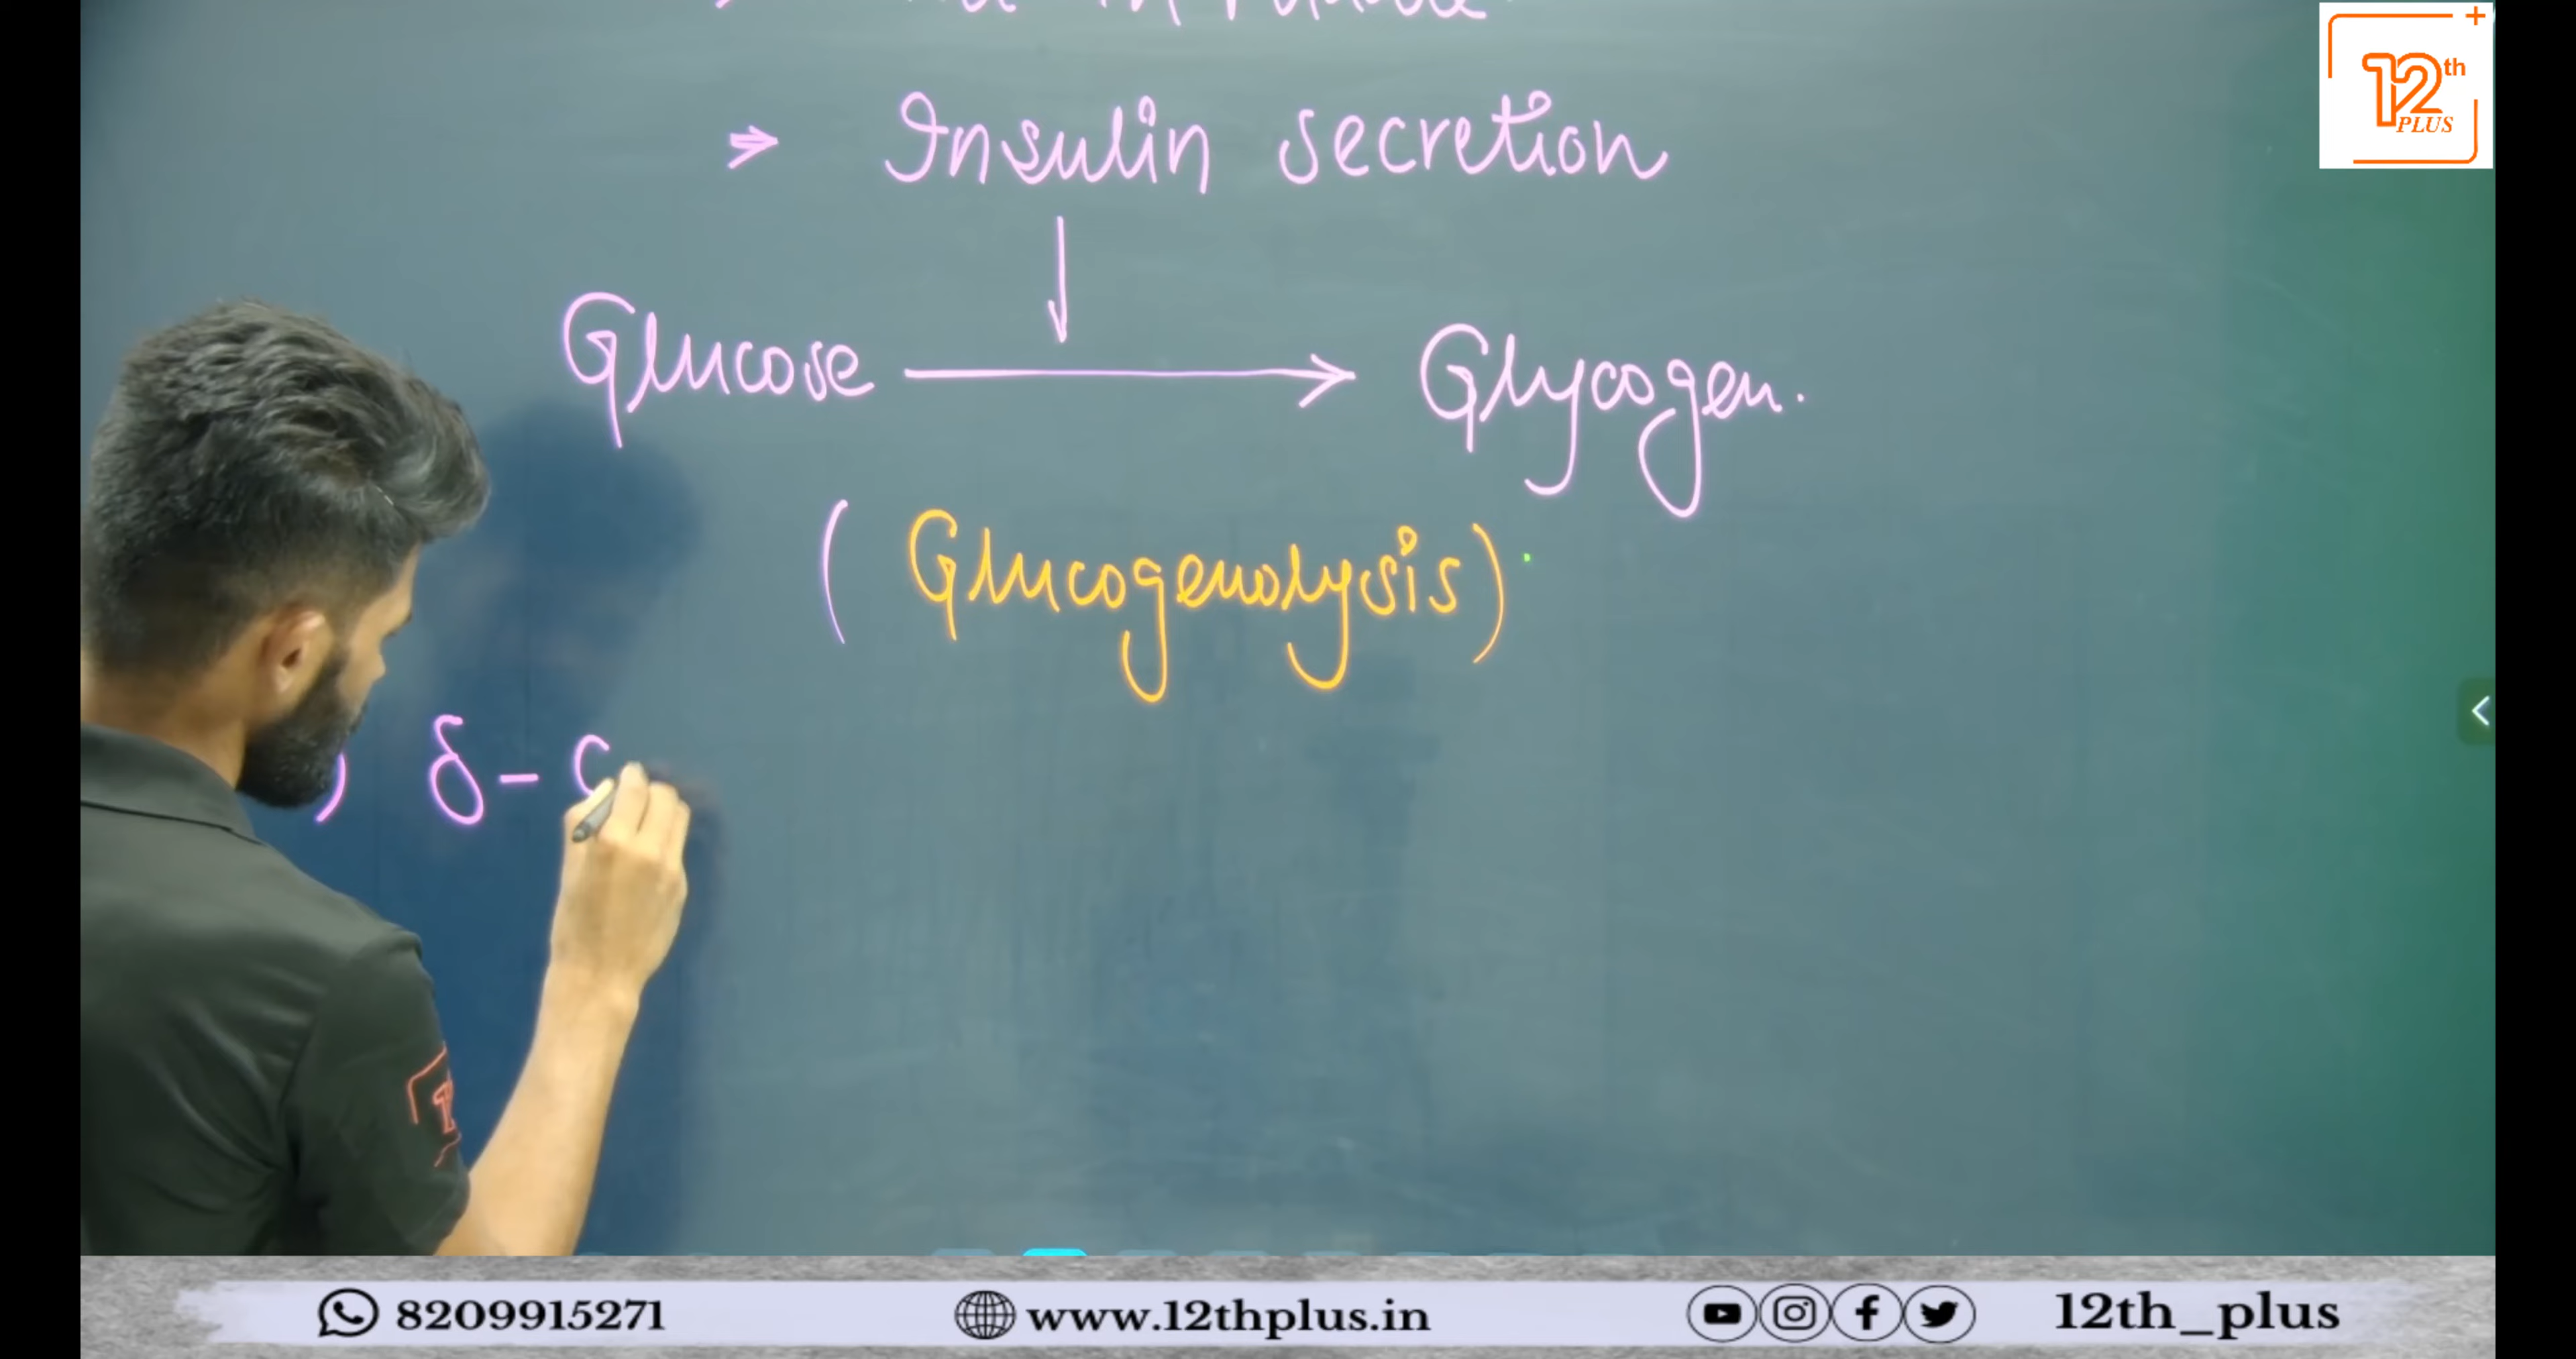 12th
PLUS
→ Insulin secretion
Glucose → Glycogen.
( Glucogenolysis)
) δ - c
8209915271 www.12thplus.in 12th_plus